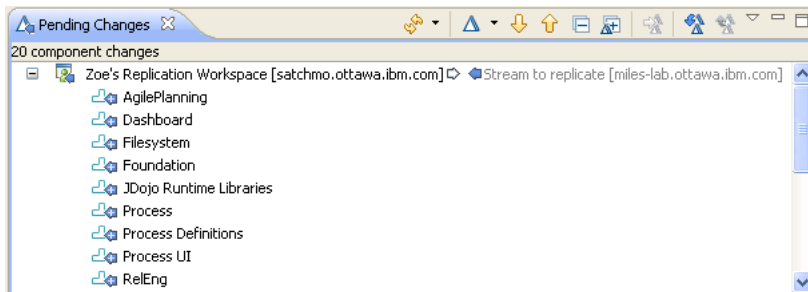 Pending Changes
20 component changes
Zoe's Replication Workspace [satchmo.ottawa.ibm.com] Stream to replicate [miles-lab.ottawa.ibm.com]
AgilePlanning
Dashboard
Filesystem
Foundation
JDojo Runtime Libraries
Process
Process Definitions
Process UI
RelEng